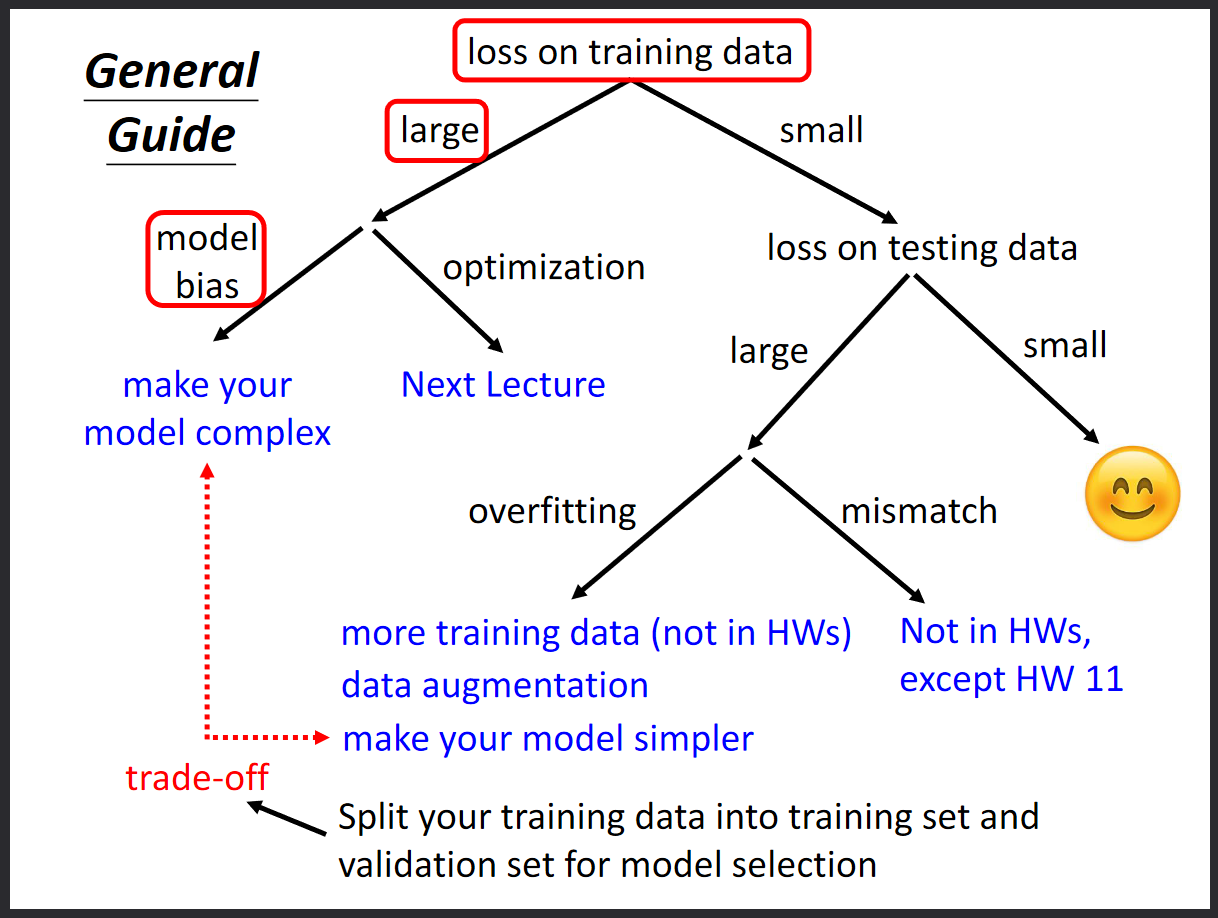 General
Guide
loss on training data
large
small
model
bias
optimization
loss on testing data
make your
model complex
Next Lecture
large
small
overfitting
mismatch
more training data (not in HWs)
data augmentation
make your model simpler
Not in HWs,
except HW 11
trade-off
Split your training data into training set and
validation set for model selection